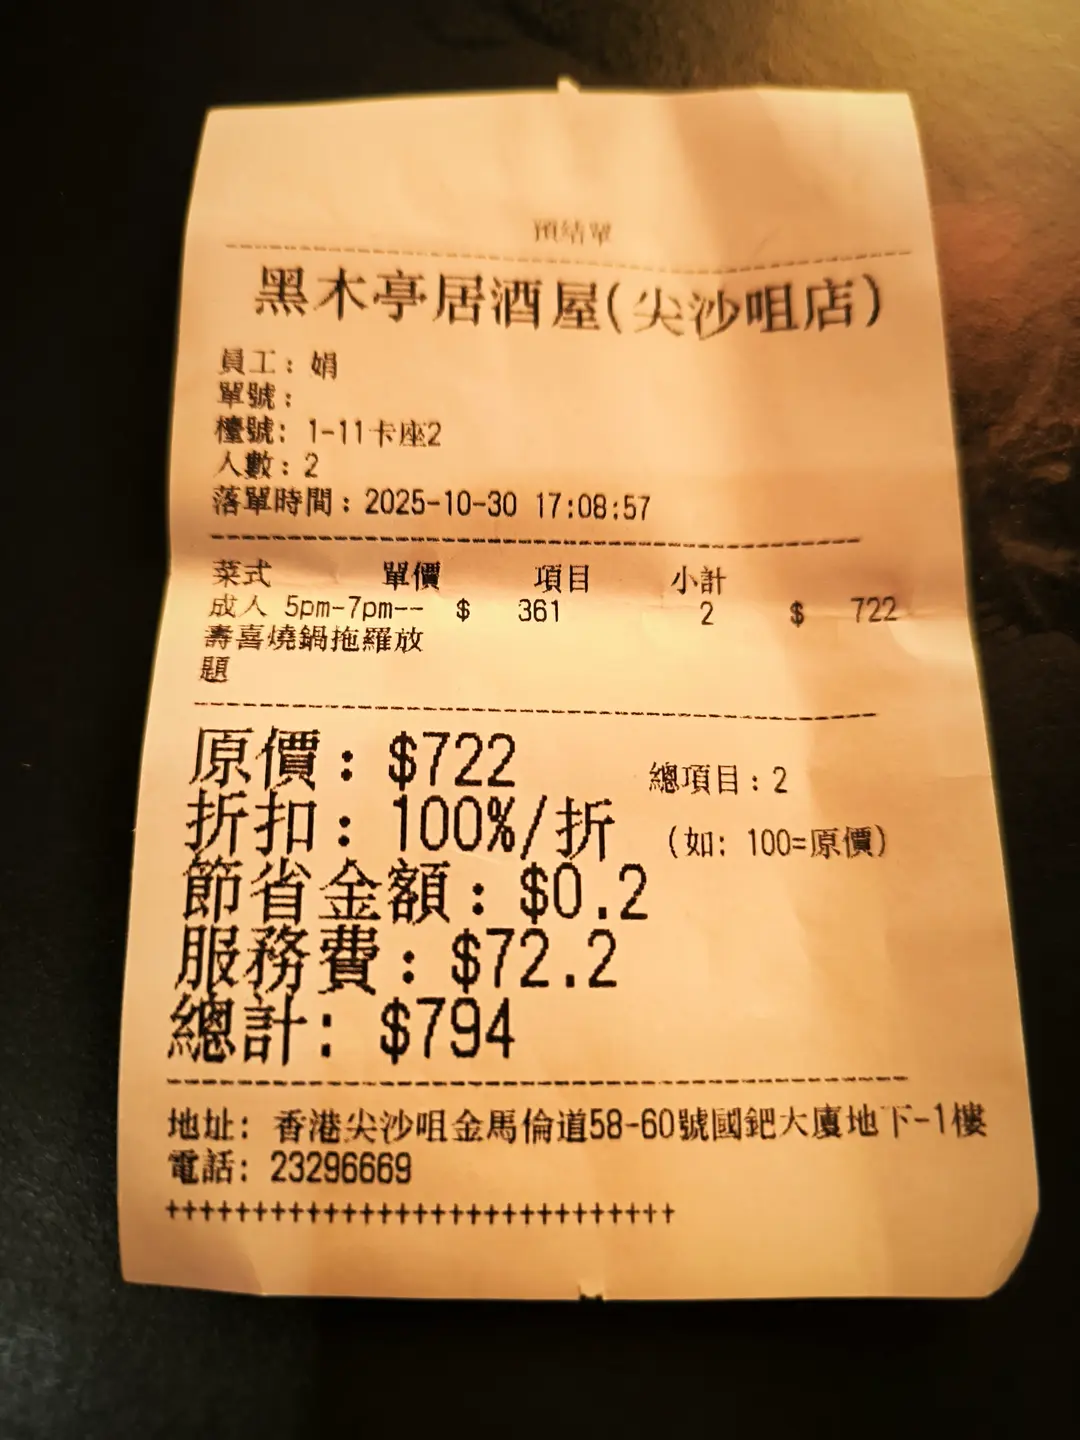 預結單
黑木亭居酒屋(尖沙咀店)
員工: 娟
單號:
檯號: 1-11卡座2
人數: 2
落單時間: 2025-10-30 17:08:57
菜式 單價 項目 小計
成人 5pm-7pm-- $ 361 2 $ 722
壽喜燒鍋拖羅放
題
原價: $722 總項目: 2
折扣: 100%/折 (如: 100=原價)
節省金額: $0.2
服務費: $72.2
總計: $794
地址: 香港尖沙咀金馬倫道58-60號國鈀大廈地下-1樓
電話: 23296669
++++++++++++++++++++++++++++++